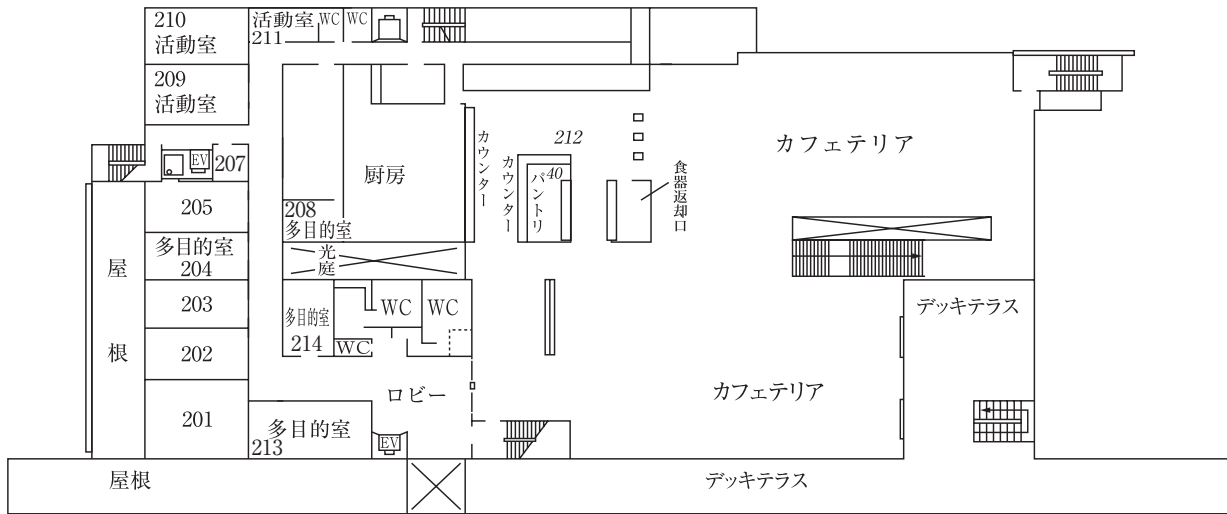 210
活動室
活動室
211
WC
WC
209
活動室
EV
207
205
多目的室
204
203
202
201
屋根
屋根
208
多目的室
厨房
光庭
多目的室
214
WC
WC
WC
ロビー
多目的室
213
EV
カウンター
カウンター
212
40
パントリ
食器返却口
カフェテリア
カフェテリア
デッキテラス
デッキテラス